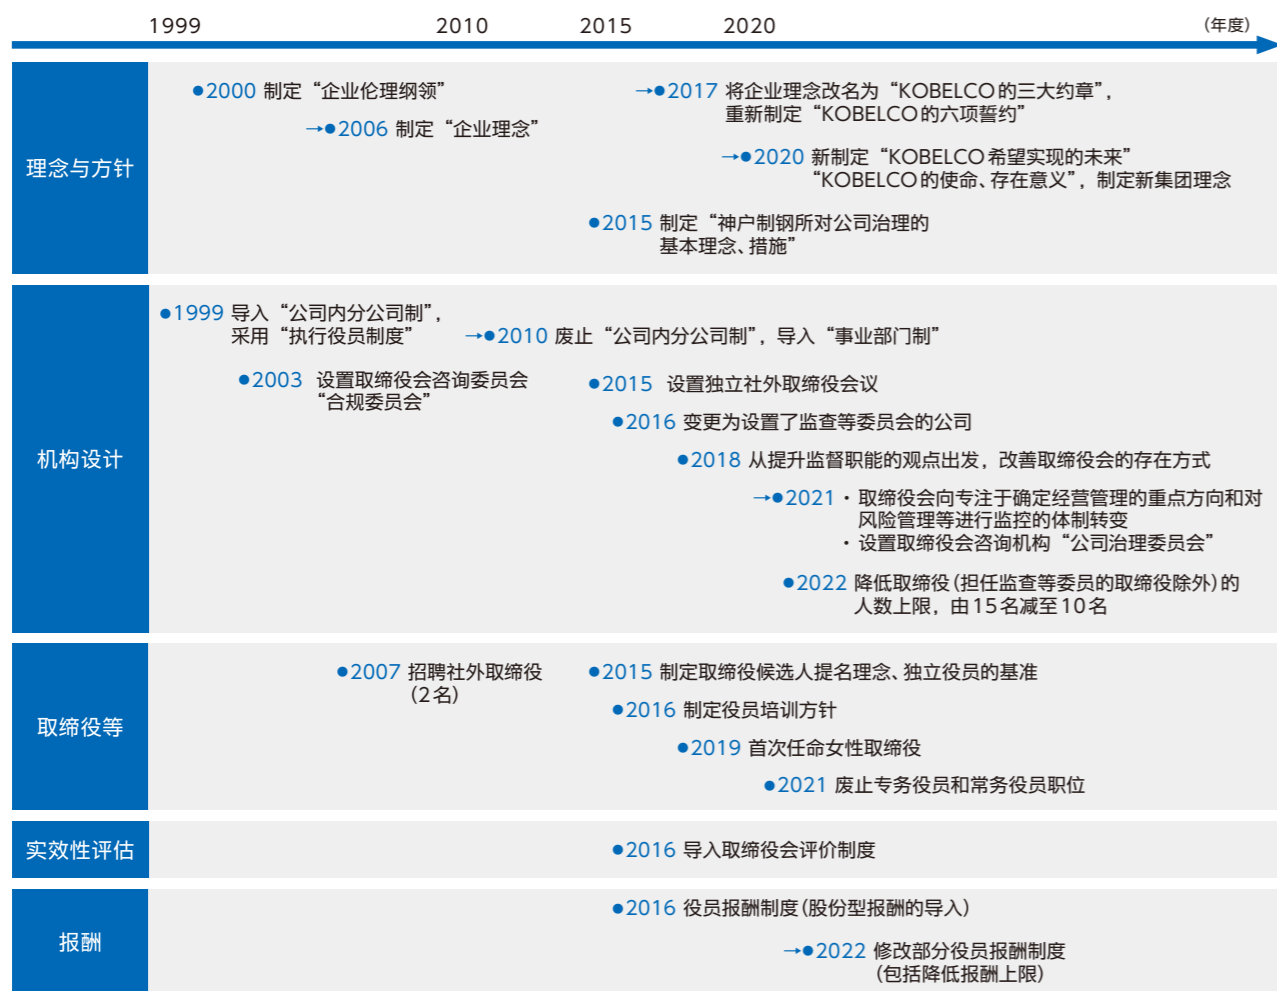 1999 2010 2015 2020 (年度)
理念与方针
●2000 制定“企业伦理纲领”
→●2006 制定“企业理念”
→●2017 将企业理念改名为“KOBELCO的三大约章”，
重新制定“KOBELCO的六项誓约”
→●2020 新制定“KOBELCO希望实现的未来”
“KOBELCO的使命、存在意义”，制定新集团理念
●2015 制定“神户制钢所对公司治理的
基本理念、措施”
机构设计
●1999 导入“公司内分公司制”，
采用“执行役员制度”
→●2010 废止“公司内分公司制”，导入“事业部门制”
●2003 设置取缔役会咨询委员会
“合规委员会”
●2015 设置独立社外取缔役会议
●2016 变更为设置了监查等委员会的公司
●2018 从提升监督职能的观点出发，改善取缔役会的存在方式
→●2021 ・取缔役会向专注于确定经营管理的重点方向和对
风险管理等进行监控的体制转变
・设置取缔役会咨询机构“公司治理委员会”
●2022 降低取缔役(担任监查等委员的取缔役除外)的
人数上限，由15名减至10名
取缔役等
●2007 招聘社外取缔役
(2名)
●2015 制定取缔役候选人提名理念、独立役员的基准
●2016 制定役员培训方针
●2019 首次任命女性取缔役
●2021 废止专务役员和常务役员职位
实效性评估
●2016 导入取缔役会评价制度
报酬
●2016 役员报酬制度(股份型报酬的导入)
→●2022 修改部分役员报酬制度
(包括降低报酬上限)